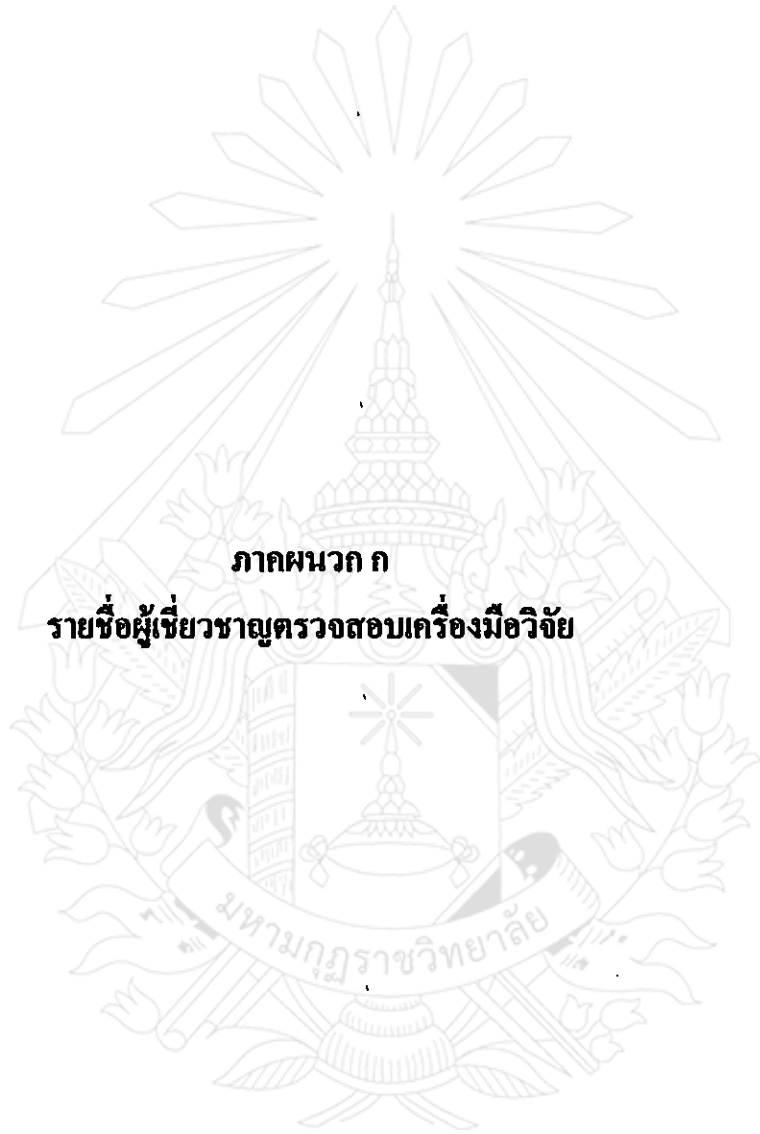 ภาคผนวก ก
รายชื่อผู้เชี่ยวชาญตรวจสอบเครื่องมือวิจัย
มหามกุฏราชวิทยาลัย